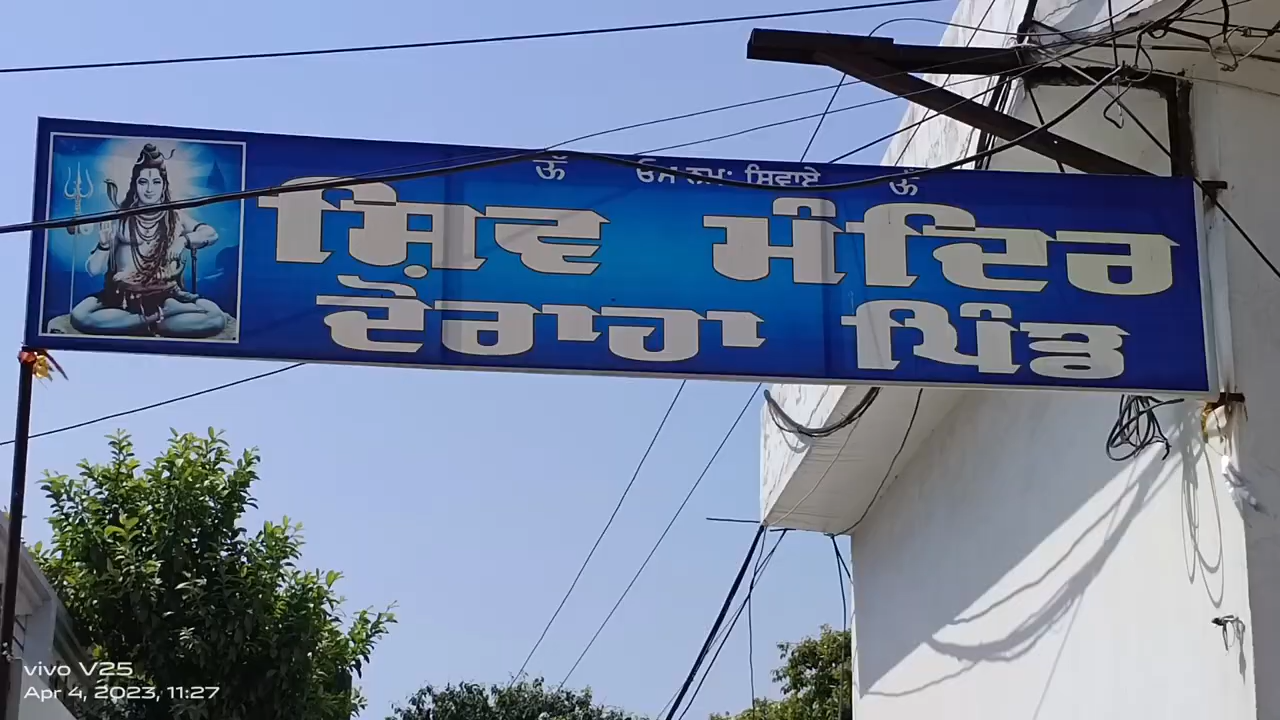 ਊੱ ਓਮ ਨਮਃ ਸਿਵਾਏ ਊੱ
ਸ਼ਿਵ ਮੰਦਿਰ
ਦੋਰਾਹਾ ਪਿੰਡ
vivo V25
Apr 4, 2023, 11:27